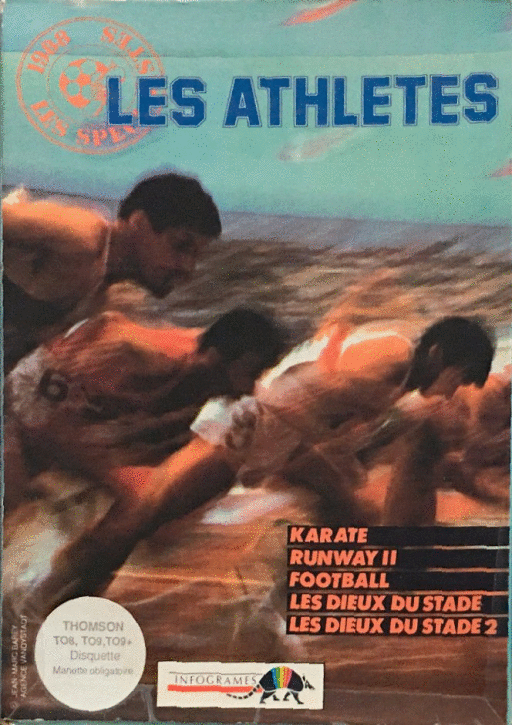 1988
LES ATHLETES
KARATE
RUNWAY II
FOOTBALL
LES DIEUX DU STADE
LES DIEUX DU STADE 2
THOMSON
TO8, TO9, TO9+
Disquette
Manette obligatoire
INFOGRAMES